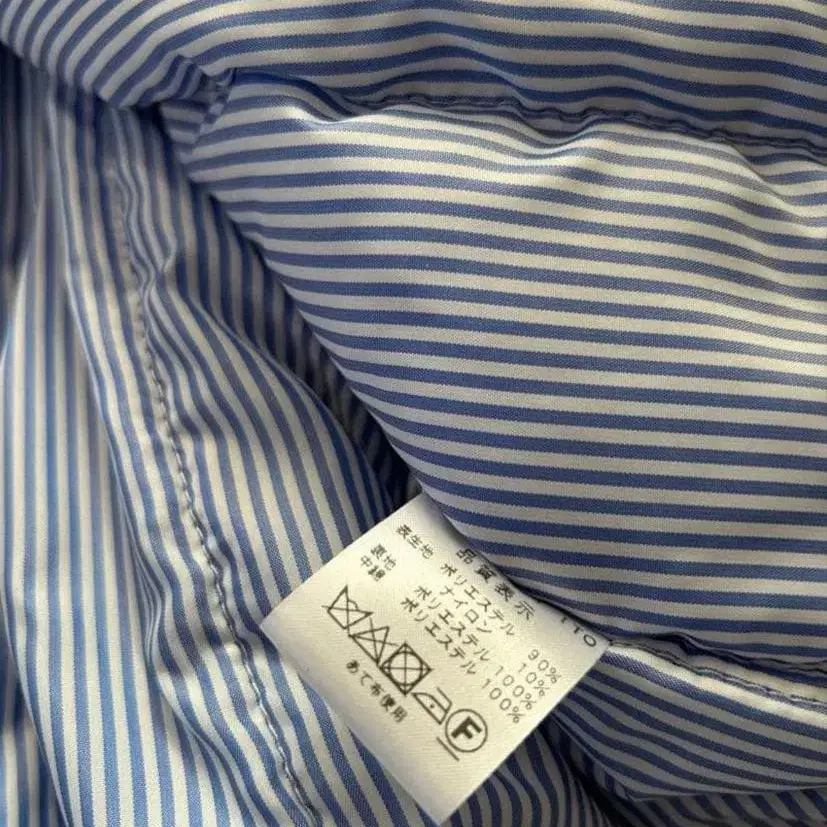 品質表示 110
表生地 ポリエステル 90%
ナイロン 10%
裏地 ポリエステル 100%
中綿 ポリエステル 100%
あて布使用
F